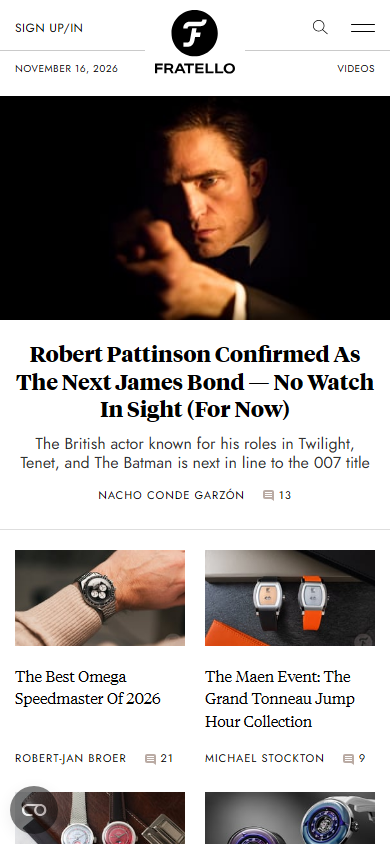 SIGN UP/IN
FRATELLO
NOVEMBER 16, 2026
VIDEOS
Robert Pattinson Confirmed As
The Next James Bond — No Watch
In Sight (For Now)
The British actor known for his roles in Twilight,
Tenet, and The Batman is next in line to the 007 title
NACHO CONDE GARZÓN 13
The Best Omega
Speedmaster Of 2026
ROBERT-JAN BROER 21
The Maen Event: The
Grand Tonneau Jump
Hour Collection
MICHAEL STOCKTON 9